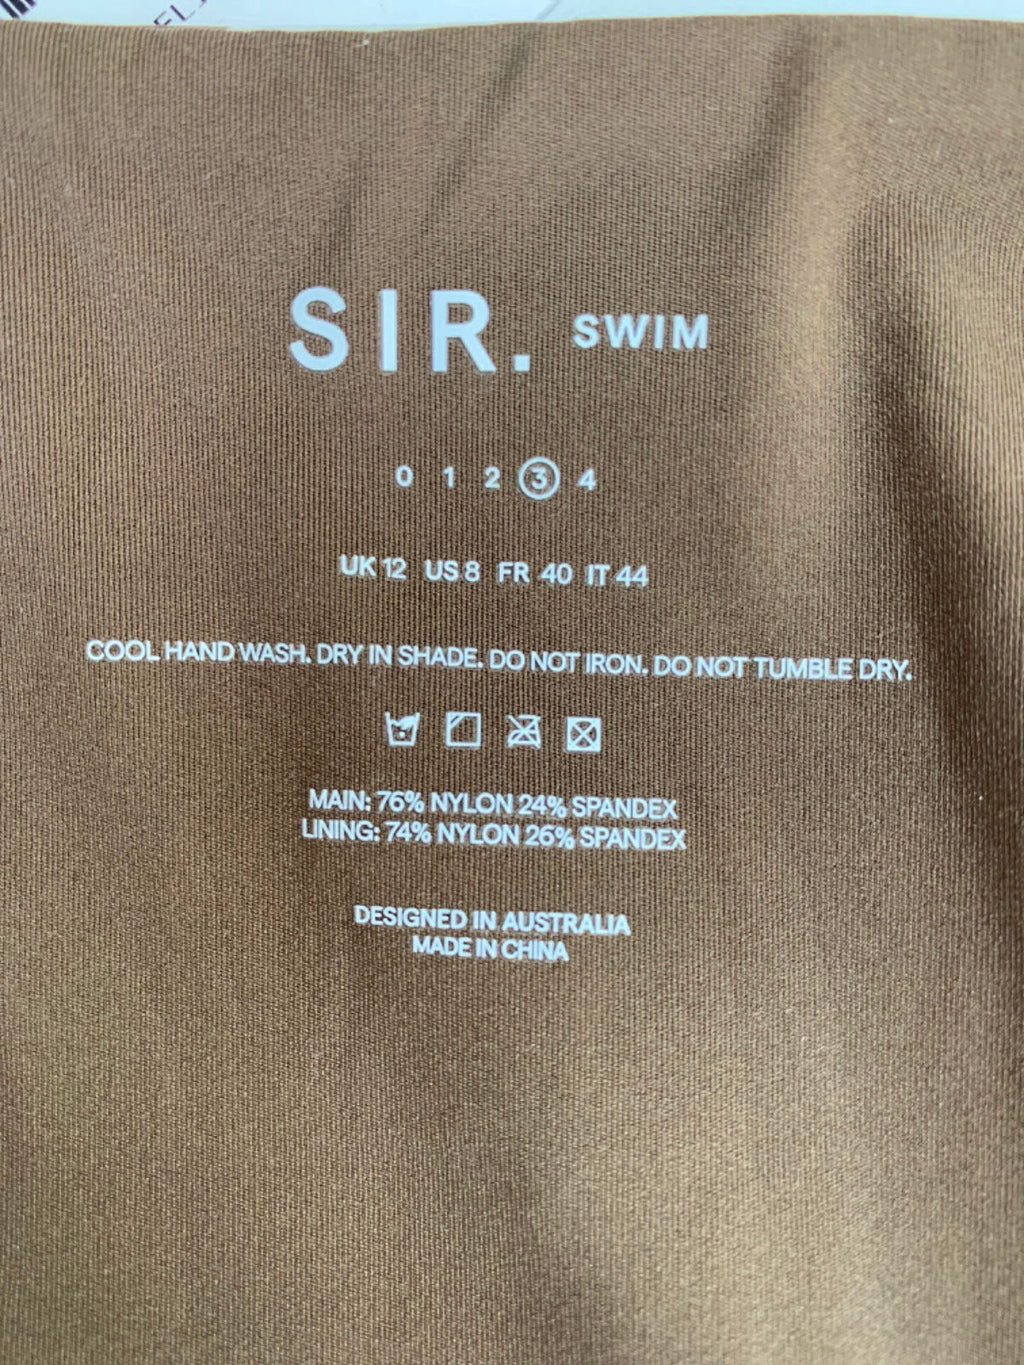 SIR. SWIM
0 1 2 3 4
UK 12 US 8 FR 40 IT 44
COOL HAND WASH. DRY IN SHADE. DO NOT IRON. DO NOT TUMBLE DRY.
MAIN: 76% NYLON 24% SPANDEX
LINING: 74% NYLON 26% SPANDEX
DESIGNED IN AUSTRALIA
MADE IN CHINA